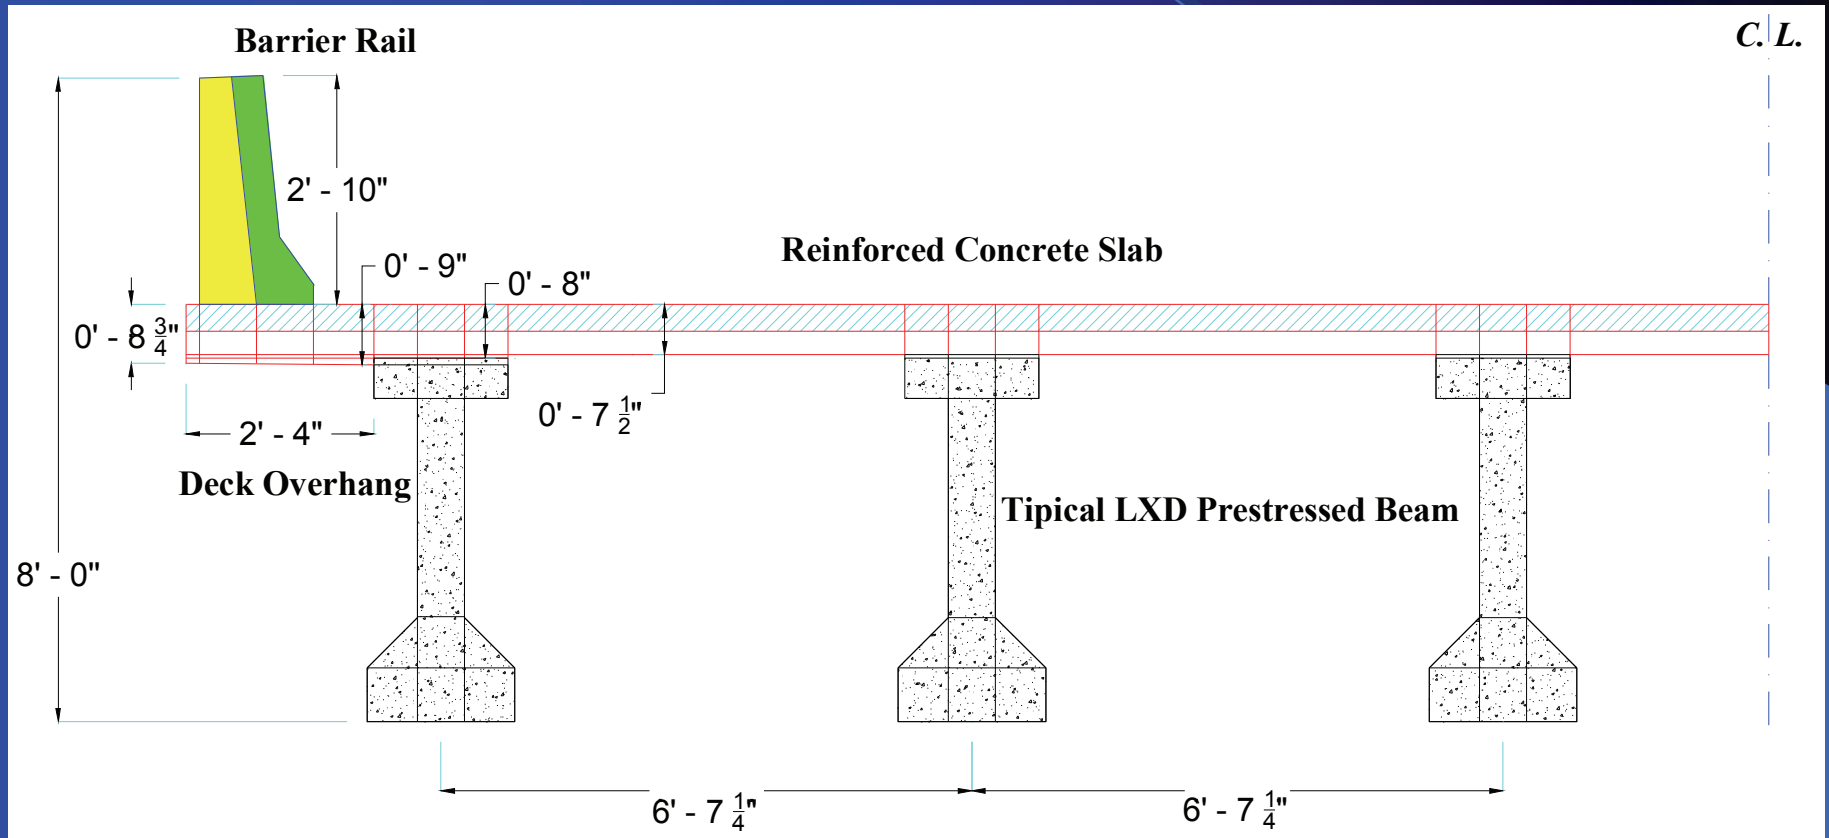 C. L.
Barrier Rail
2' - 10"
Reinforced Concrete Slab
0' - 9"
0' - 8"
0' - 8 3/4"
0' - 7 1/2"
2' - 4"
Deck Overhang
Tipical LXD Prestressed Beam
8' - 0"
6' - 7 1/4"
6' - 7 1/4"